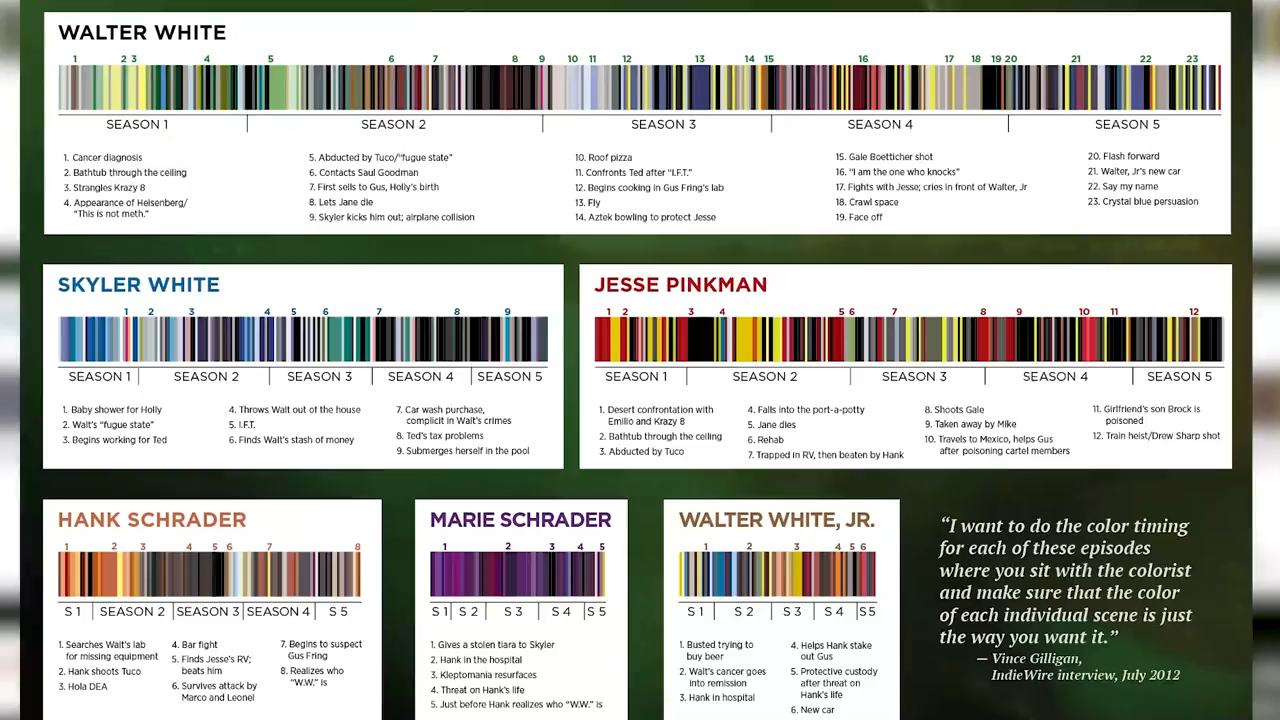 WALTER WHITE
1 2 3 4 5 6 7 8 9 10 11 12 13 14 15 16 17 18 19 20 21 22 23
SEASON 1 SEASON 2 SEASON 3 SEASON 4 SEASON 5
1. Cancer diagnosis
2. Bathtub through the ceiling
3. Strangles Krazy 8
4. Appearance of Heisenberg/
"This is not meth."
5. Abducted by Tuco/"fugue state"
6. Contacts Saul Goodman
7. First sells to Gus, Holly's birth
8. Lets Jane die
9. Skyler kicks him out; airplane collision
10. Roof pizza
11. Confronts Ted after "I.F.T."
12. Begins cooking in Gus Fring's lab
13. Fly
14. Aztek bowling to protect Jesse
15. Gale Boetticher shot
16. "I am the one who knocks"
17. Fights with Jesse; cries in front of Walter, Jr
18. Crawl space
19. Face off
20. Flash forward
21. Walter, Jr's new car
22. Say my name
23. Crystal blue persuasion
SKYLER WHITE
1 2 3 4 5 6 7 8 9
SEASON 1 SEASON 2 SEASON 3 SEASON 4 SEASON 5
1. Baby shower for Holly
2. Walt's "fugue state"
3. Begins working for Ted
4. Throws Walt out of the house
5. I.F.T.
6. Finds Walt's stash of money
7. Car wash purchase,
complicit in Walt's crimes
8. Ted's tax problems
9. Submerges herself in the pool
JESSE PINKMAN
1 2 3 4 5 6 7 8 9 10 11 12
SEASON 1 SEASON 2 SEASON 3 SEASON 4 SEASON 5
1. Desert confrontation with
Emilio and Krazy 8
2. Bathtub through the ceiling
3. Abducted by Tuco
4. Falls into the port-a-potty
5. Jane dies
6. Rehab
7. Trapped in RV, then beaten by Hank
8. Shoots Gale
9. Taken away by Mike
10. Travels to Mexico, helps Gus
after poisoning cartel members
11. Girlfriend's son Brock is
poisoned
12. Train heist/Drew Sharp shot
HANK SCHRADER
1 2 3 4 5 6 7 8
S 1 SEASON 2 SEASON 3 SEASON 4 S 5
1. Searches Walt's lab
for missing equipment
2. Hank shoots Tuco
3. Hola DEA
4. Bar fight
5. Finds Jesse's RV;
beats him
6. Survives attack by
Marco and Leonel
7. Begins to suspect
Gus Fring
8. Realizes who
"W.W." is
MARIE SCHRADER
1 2 3 4 5
S 1 S 2 S 3 S 4 S 5
1. Gives a stolen tiara to Skyler
2. Hank in the hospital
3. Kleptomania resurfaces
4. Threat on Hank's life
5. Just before Hank realizes who "W.W." is
WALTER WHITE, JR.
1 2 3 4 5 6
S 1 S 2 S 3 S 4 S 5
1. Busted trying to
buy beer
2. Walt's cancer goes
into remission
3. Hank in hospital
4. Helps Hank stake
out Gus
5. Protective custody
after threat on
Hank's life
6. New car
"I want to do the color timing
for each of these episodes
where you sit with the colorist
and make sure that the color
of each individual scene is just
the way you want it."
— Vince Gilligan,
IndieWire interview, July 2012